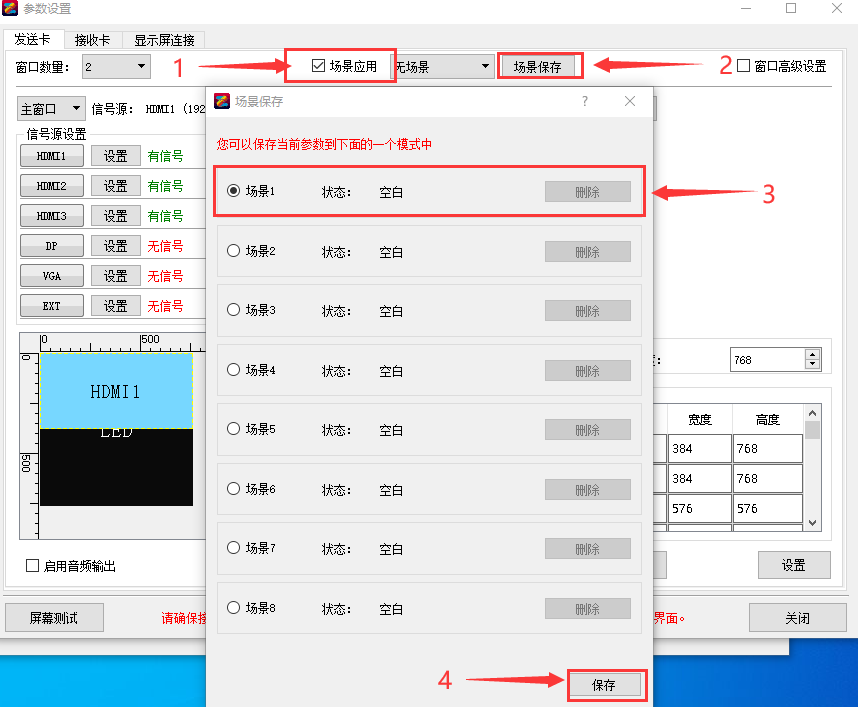 参数设置
发送卡 接收卡 显示屏连接
窗口数量： 2 1 场景应用 无场景 场景保存 2 窗口高级设置
主窗口 信号源： HDMI1 (192
场景保存 ?
信号源设置
您可以保存当前参数到下面的一个模式中
HDMI1 设置 有信号
HDMI2 设置 有信号
HDMI3 设置 有信号
DP 设置 无信号
VGA 设置 无信号
EXT 设置 无信号
场景1 状态： 空白 删除 3
场景2 状态： 空白 删除
场景3 状态： 空白 删除
场景4 状态： 空白 删除
场景5 状态： 空白 删除
场景6 状态： 空白 删除
场景7 状态： 空白 删除
场景8 状态： 空白 删除
4 保存
0 500
0
500
HDMI1
LED
768
宽度 高度
384 768
384 768
576 576
启用音频输出 设置
屏幕测试 请确保接 界面。 关闭